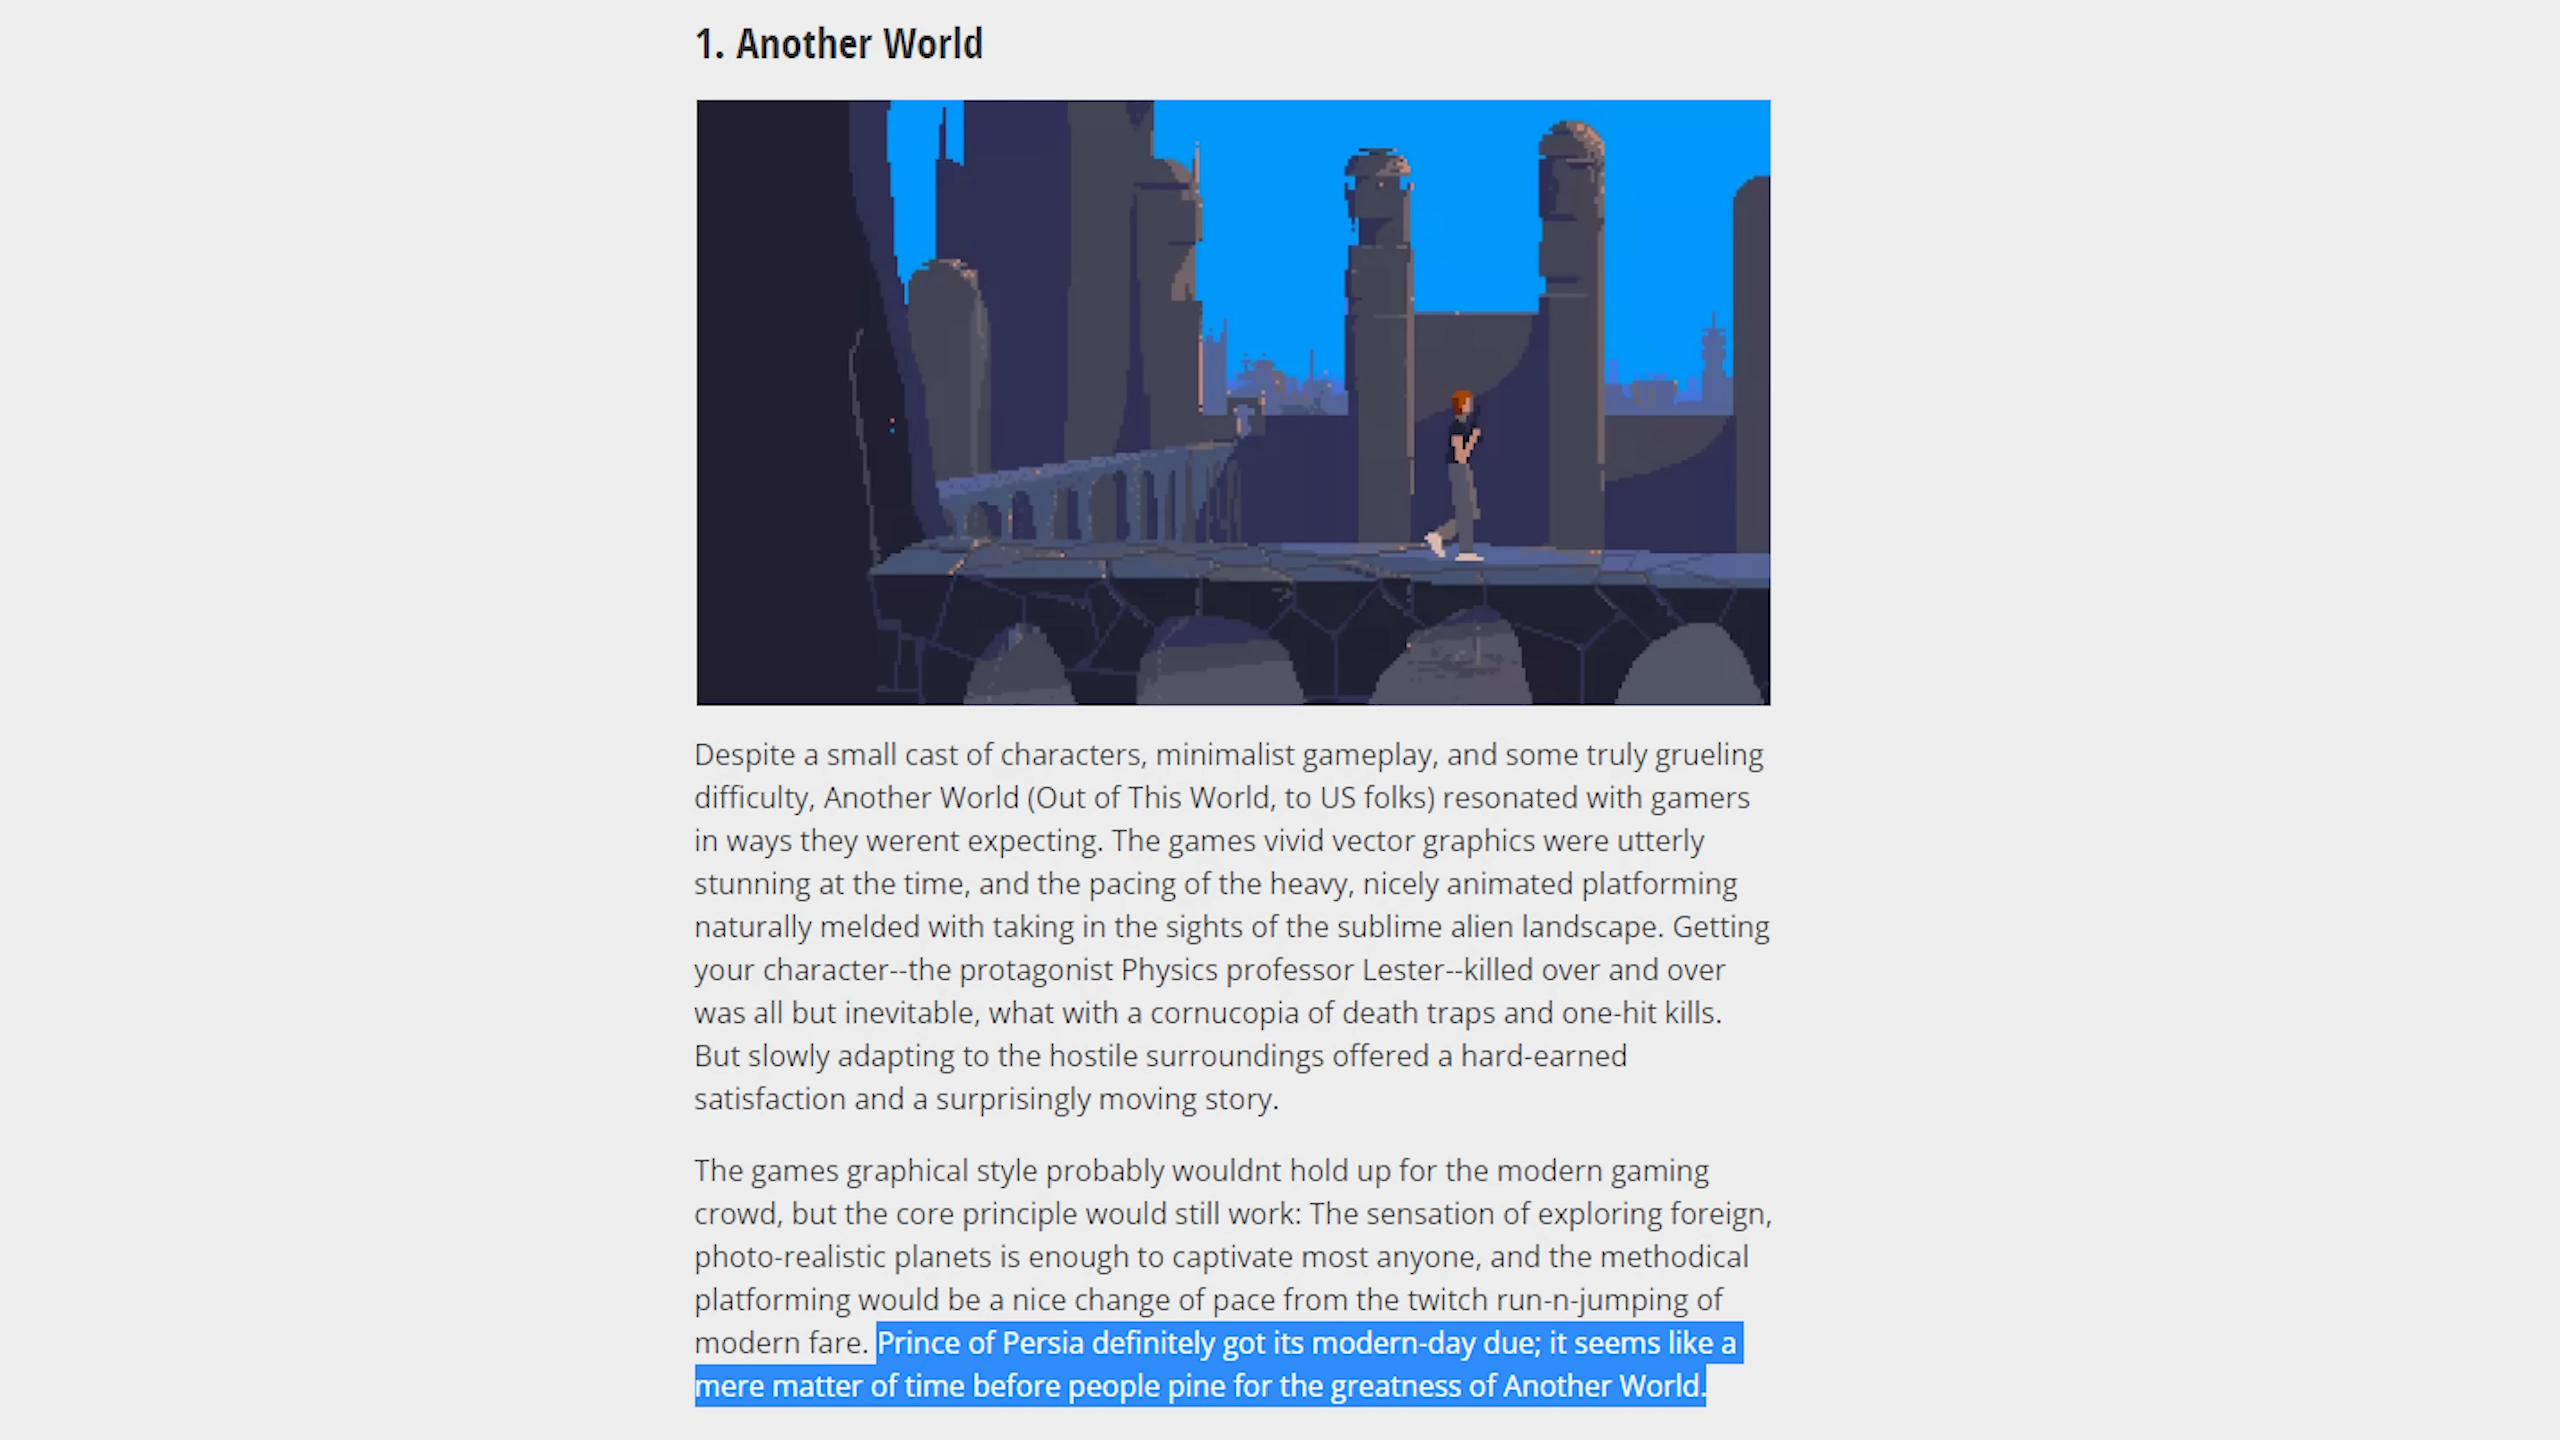 1. Another World
Despite a small cast of characters, minimalist gameplay, and some truly grueling
difficulty, Another World (Out of This World, to US folks) resonated with gamers
in ways they werent expecting. The games vivid vector graphics were utterly
stunning at the time, and the pacing of the heavy, nicely animated platforming
naturally melded with taking in the sights of the sublime alien landscape. Getting
your character--the protagonist Physics professor Lester--killed over and over
was all but inevitable, what with a cornucopia of death traps and one-hit kills.
But slowly adapting to the hostile surroundings offered a hard-earned
satisfaction and a surprisingly moving story.
The games graphical style probably wouldnt hold up for the modern gaming
crowd, but the core principle would still work: The sensation of exploring foreign,
photo-realistic planets is enough to captivate most anyone, and the methodical
platforming would be a nice change of pace from the twitch run-n-jumping of
modern fare. Prince of Persia definitely got its modern-day due; it seems like a
mere matter of time before people pine for the greatness of Another World.